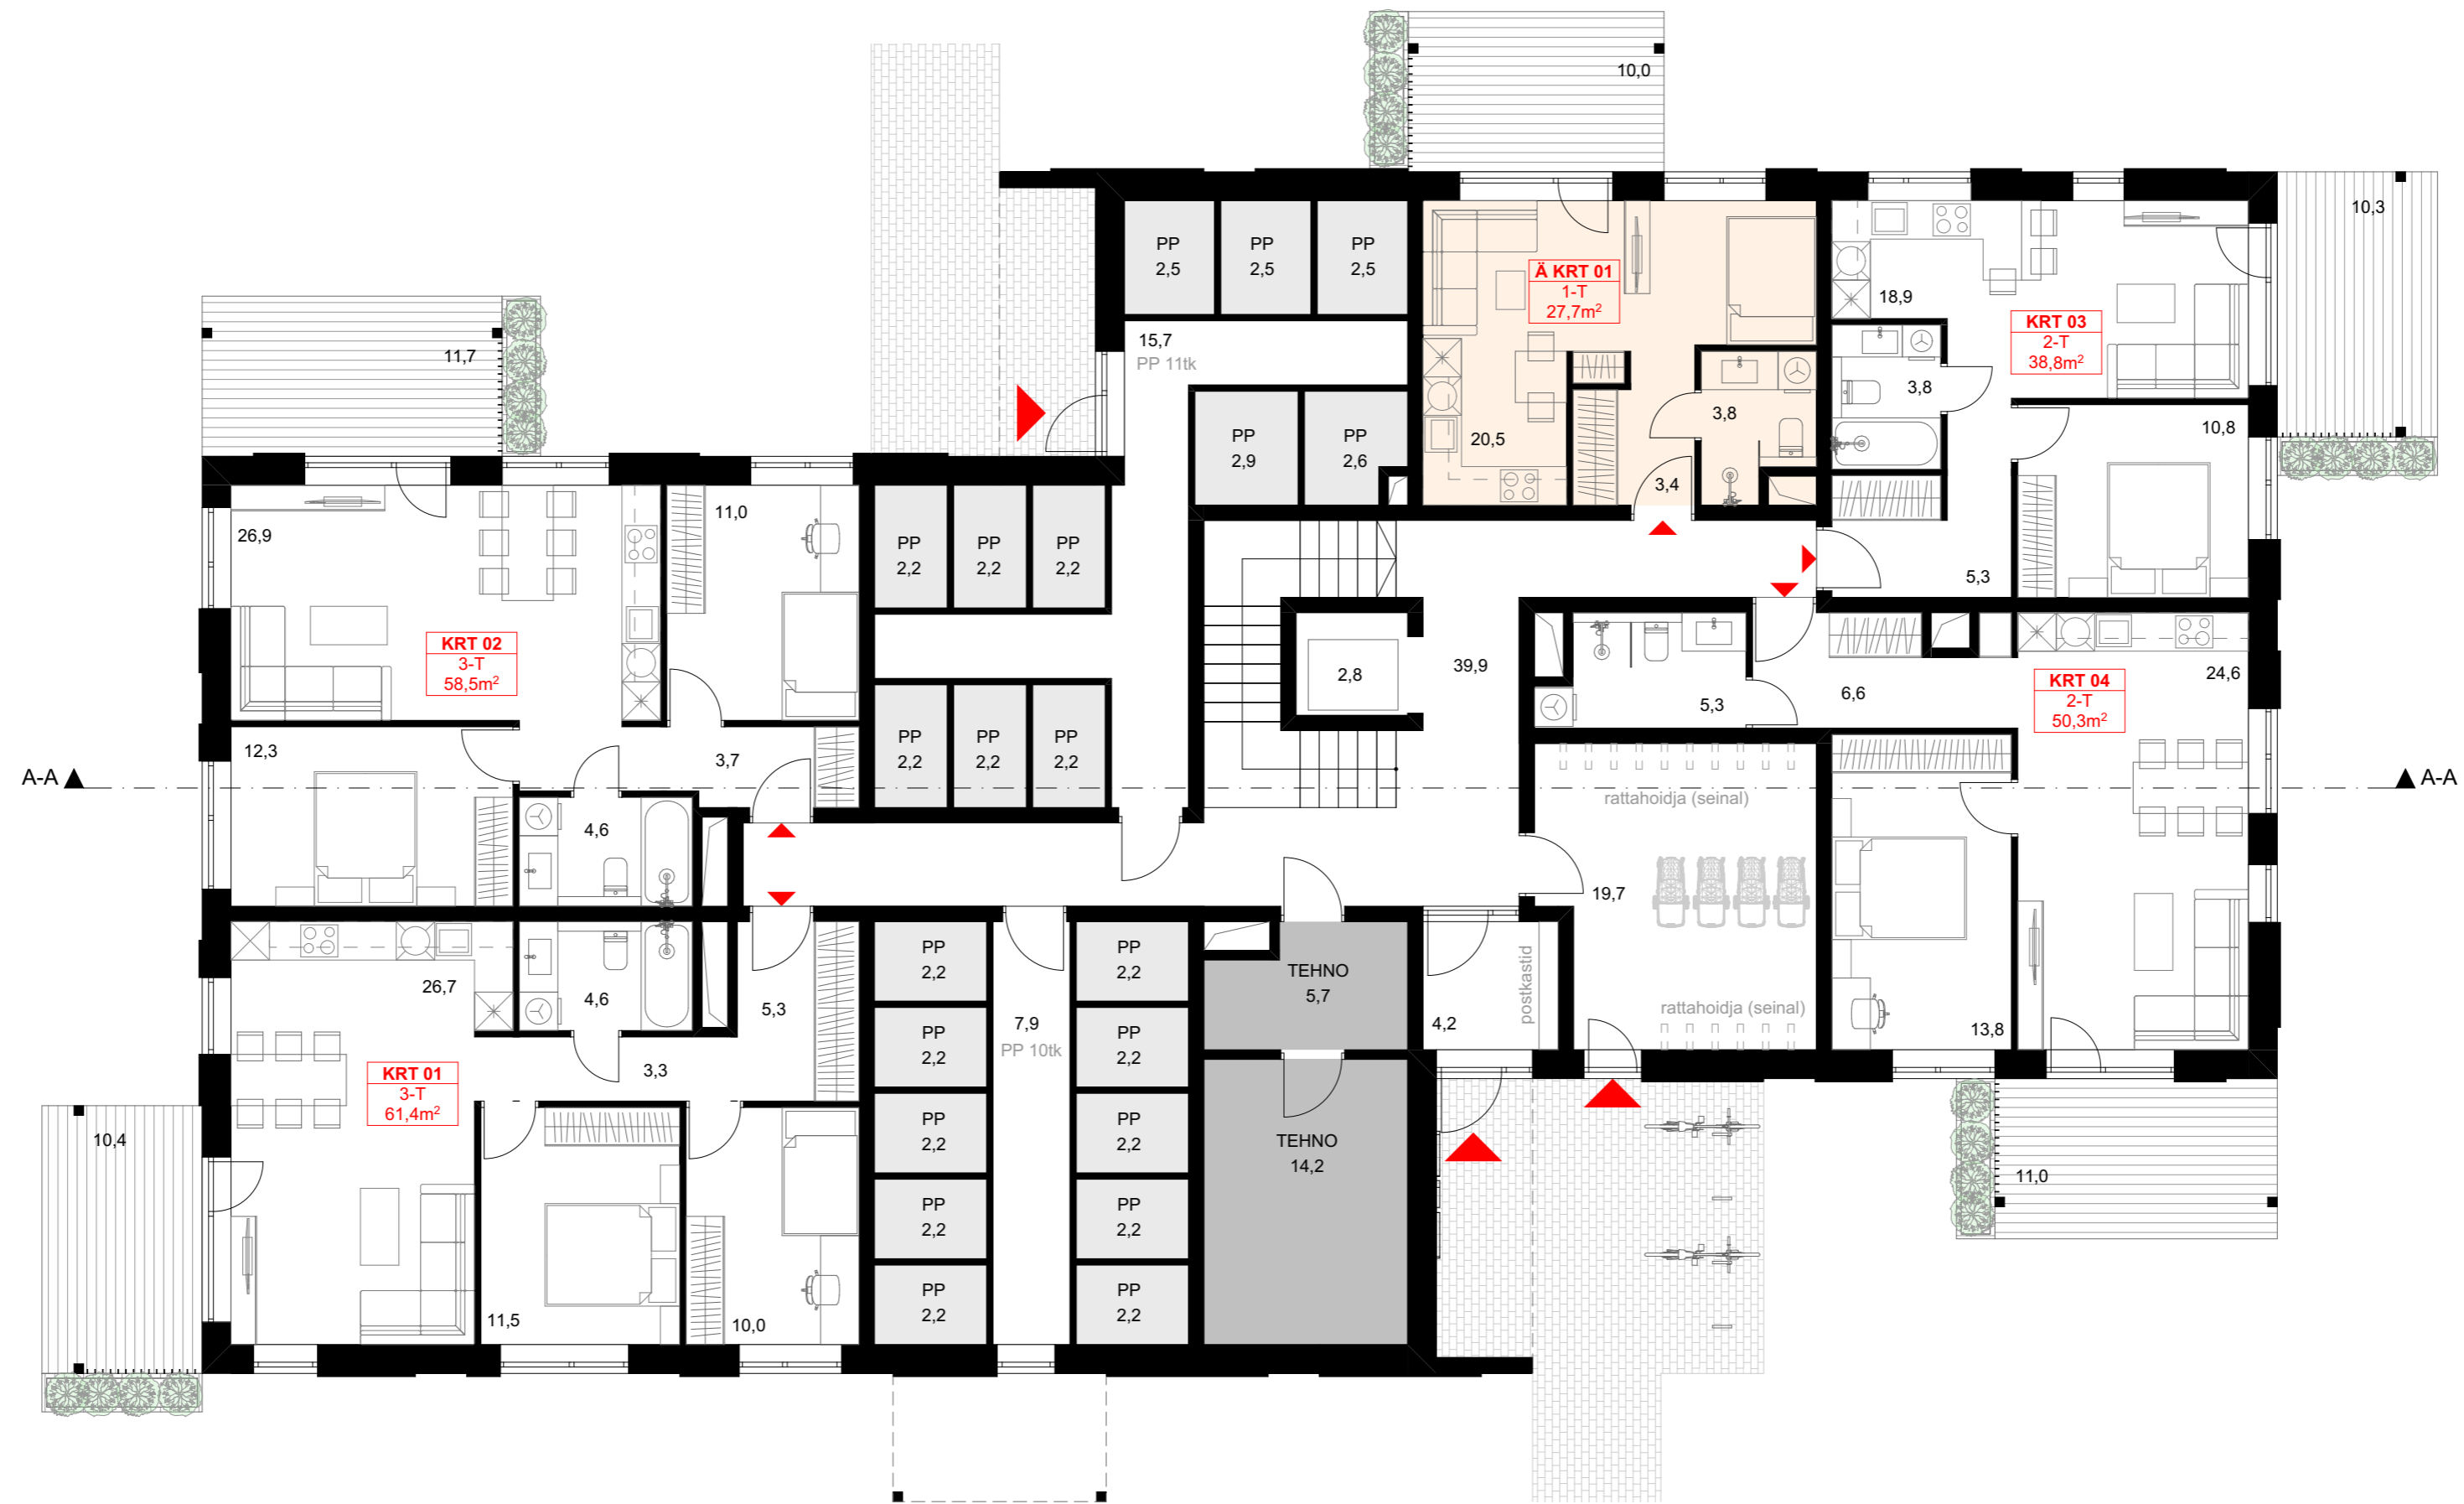 10,0
10,3
PP
2,5
PP
2,5
PP
2,5
Ä KRT 01
1-T
27,7m²
18,9
KRT 03
2-T
38,8m²
11,7
15,7
PP 11tk
3,8
3,8
10,8
PP
2,9
PP
2,6
20,5
3,4
26,9
11,0
PP
2,2
PP
2,2
PP
2,2
5,3
KRT 02
3-T
58,5m²
2,8
39,9
5,3
6,6
KRT 04
2-T
50,3m²
24,6
12,3
3,7
PP
2,2
PP
2,2
PP
2,2
A-A
A-A
rattahoidja (seinal)
4,6
19,7
26,7
4,6
5,3
PP
2,2
7,9
PP 10tk
PP
2,2
TEHNO
5,7
4,2
postkastid
rattahoidja (seinal)
13,8
PP
2,2
PP
2,2
KRT 01
3-T
61,4m²
3,3
10,4
PP
2,2
PP
2,2
TEHNO
14,2
11,0
PP
2,2
PP
2,2
11,5
10,0
PP
2,2
PP
2,2